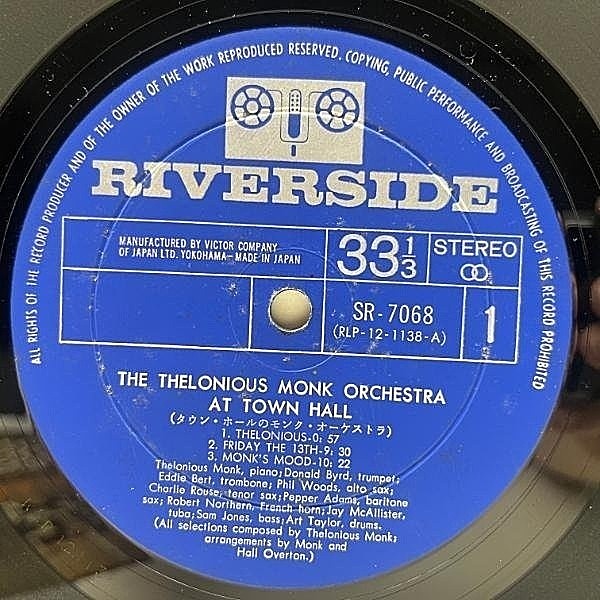 ALL RIGHTS OF THE RECORD PRODUCER AND OF THE OWNER OF THE WORK REPRODUCED RESERVED. COPYING, PUBLIC PERFORMANCE AND BROADCASTING OF THIS RECORD PROHIBITED
RIVERSIDE
MANUFACTURED BY VICTOR COMPANY
OF JAPAN LTD. YOKOHAMA–MADE IN JAPAN
33 1/3
STEREO
SR-7068
(RLP-12-1138-A)
1
THE THELONIOUS MONK ORCHESTRA
AT TOWN HALL
(タウン・ホールのモンク・オーケストラ)
1. THELONIOUS-0: 57
2. FRIDAY THE 13TH-9: 30
3. MONK'S MOOD-10: 22
Thelonious Monk, piano; Donald Byrd, trumpet;
Eddie Bert, trombone; Phil Woods, alto sax;
Charlie Rouse, tenor sax; Pepper Adams, baritone
sax; Robert Northern, French horn; Jay McAllister,
tuba; Sam Jones, bass; Art Taylor, drums.
(All selections composed by Thelonious Monk;
arrangements by Monk and
Hall Overton.)